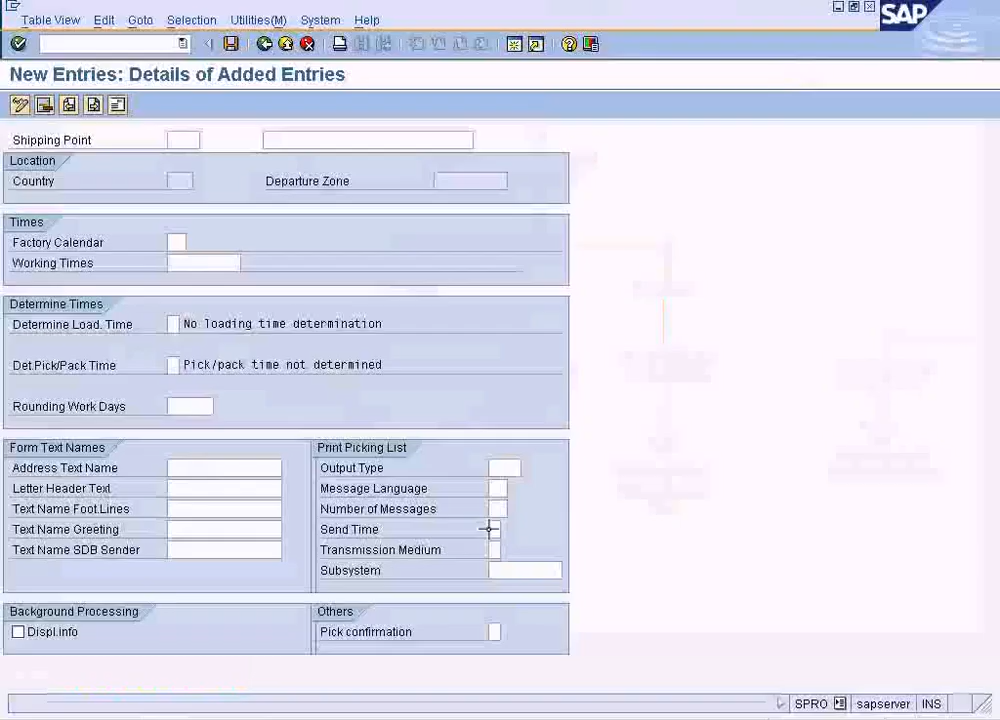 Table View Edit Goto Selection Utilities(M) System Help
SAP
New Entries: Details of Added Entries
Shipping Point
Location
Country Departure Zone
Times
Factory Calendar
Working Times
Determine Times
Determine Load. Time No loading time determination
Det.Pick/Pack Time Pick/pack time not determined
Rounding Work Days
Form Text Names Print Picking List
Address Text Name Output Type
Letter Header Text Message Language
Text Name Foot.Lines Number of Messages
Text Name Greeting Send Time
Text Name SDB Sender Transmission Medium
Subsystem
Background Processing Others
Displ.info Pick confirmation
SPRO sapserver INS